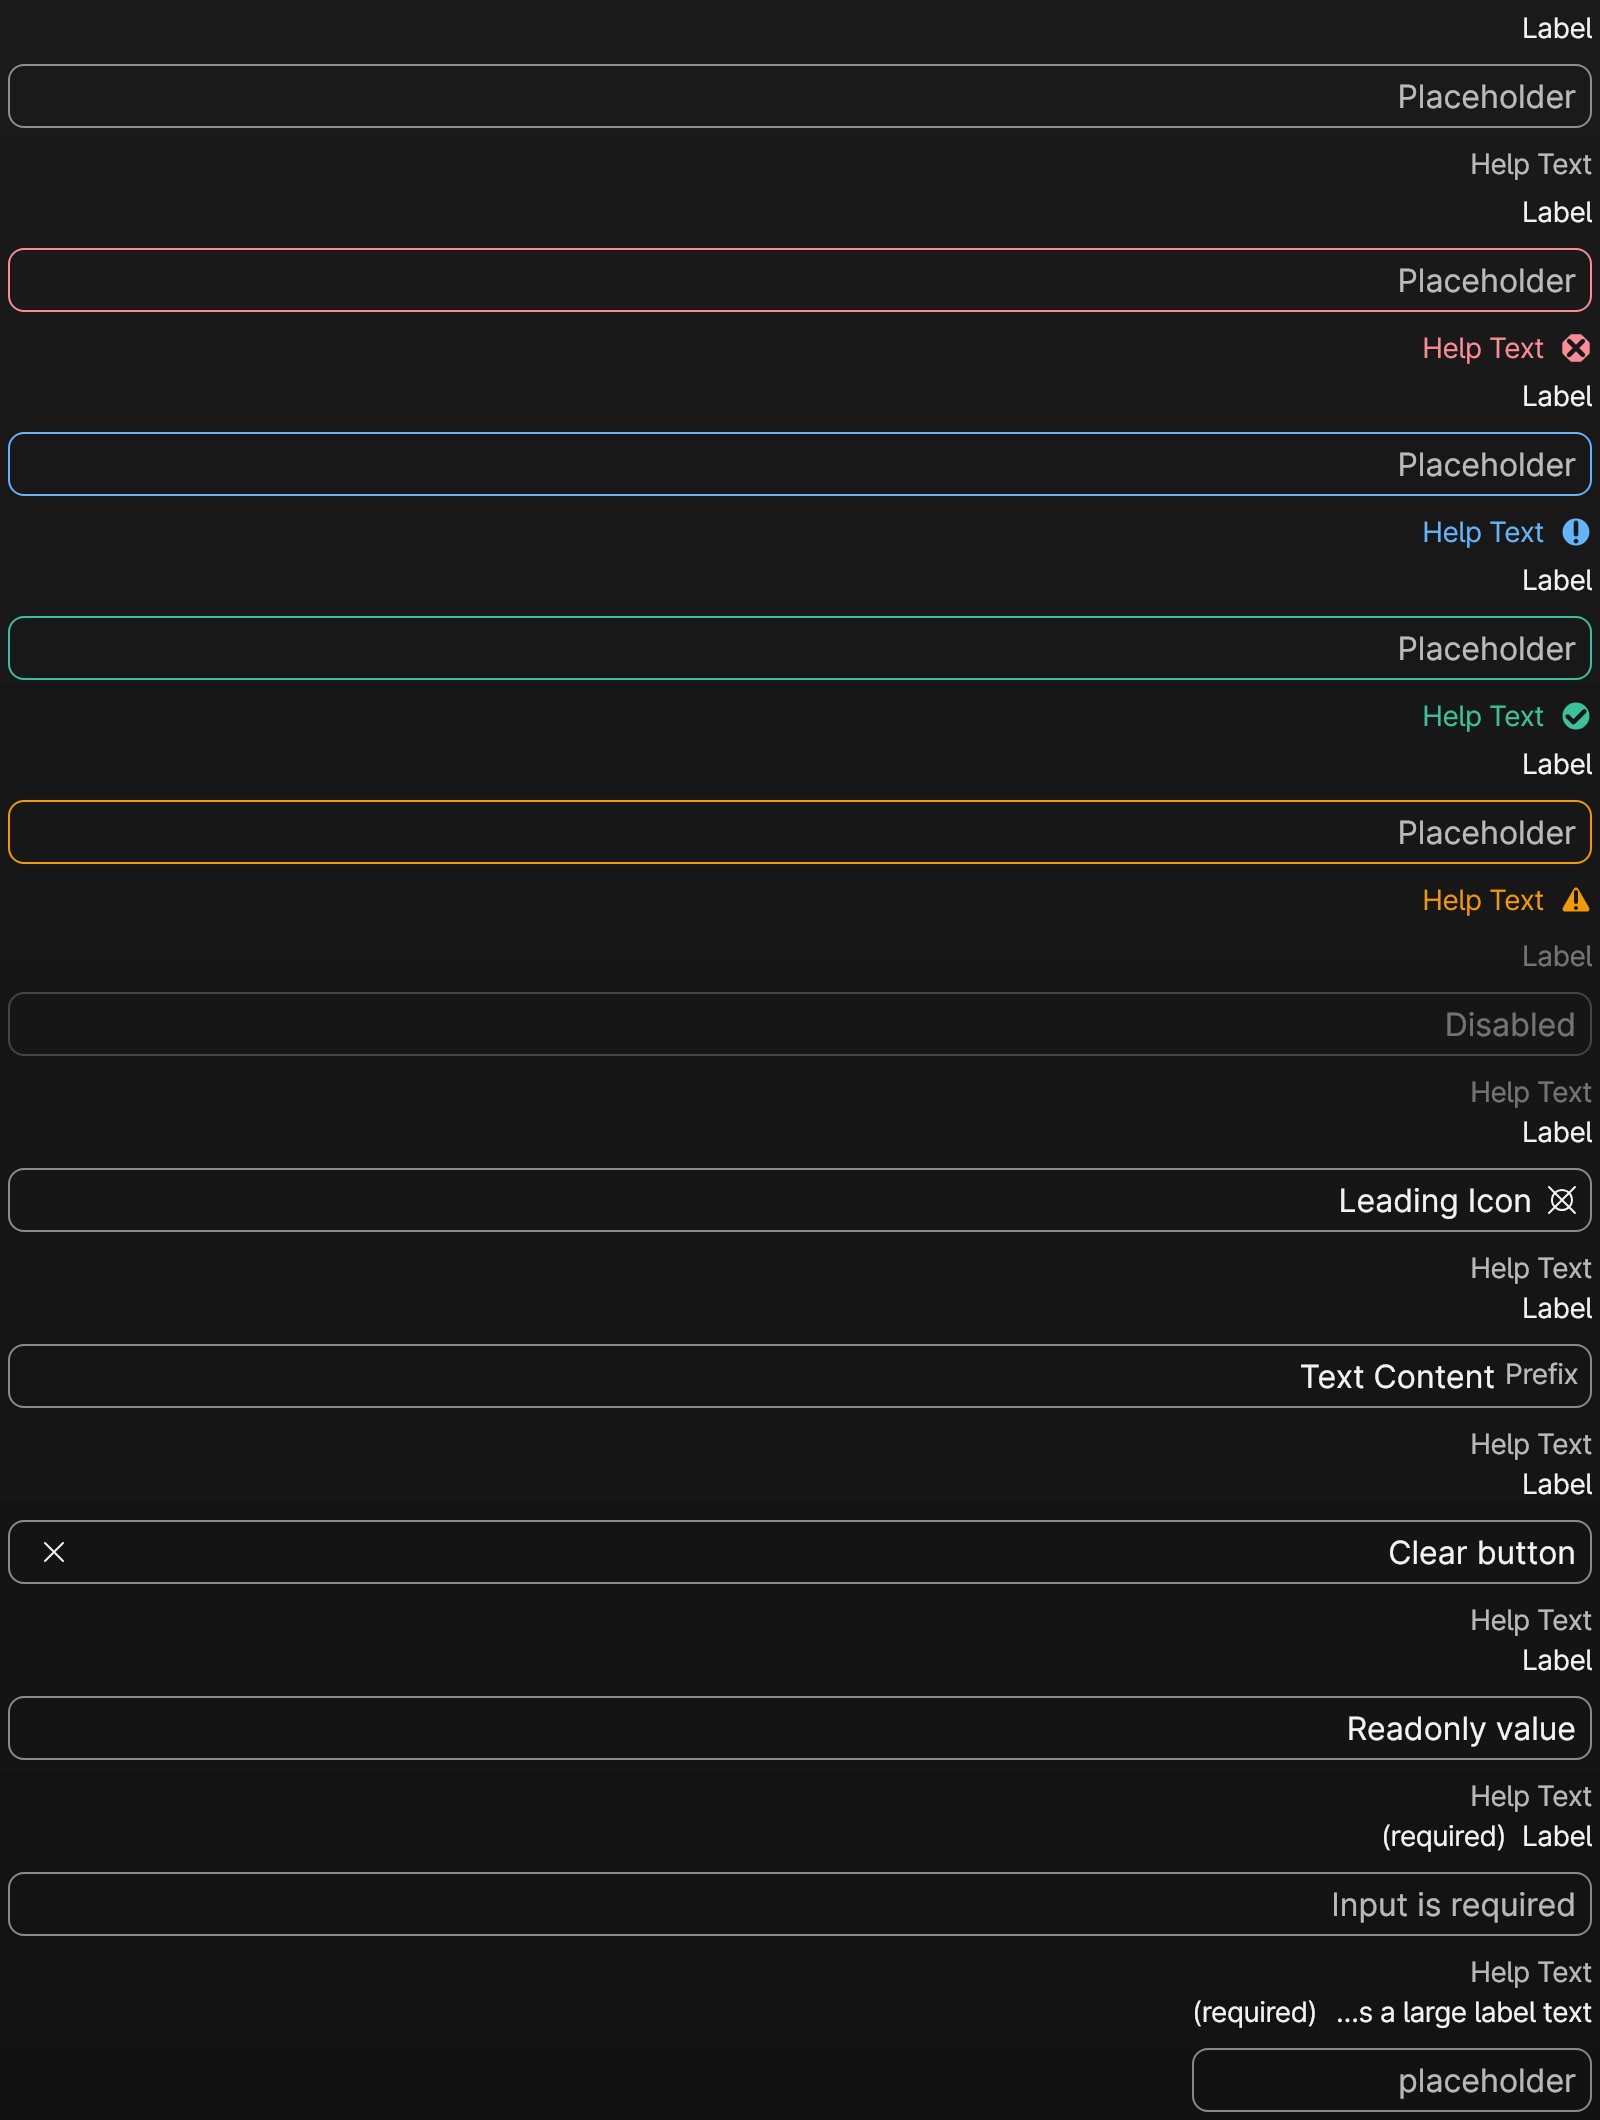 Label
Placeholder
Help Text
Label
Placeholder
Help Text
Label
Placeholder
Help Text
Label
Placeholder
Help Text
Label
Placeholder
Help Text
Label
Disabled
Help Text
Label
Leading Icon
Help Text
Label
Text Content Prefix
Help Text
Label
Clear button
Help Text
Label
Readonly value
Help Text
(required) Label
Input is required
Help Text
(required) ...s a large label text
placeholder